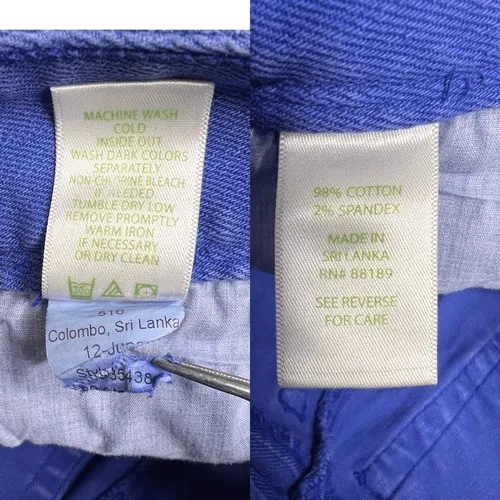 MACHINE WASH
COLD
INSIDE OUT
WASH DARK COLORS
SEPARATELY
NON-CHLORINE BLEACH
IF NEEDED
TUMBLE DRY LOW
REMOVE PROMPTLY
WARM IRON
IF NECESSARY
OR DRY CLEAN
Colombo, Sri Lanka
98% COTTON
2% SPANDEX
MADE IN
SRI LANKA
RN# 88189
SEE REVERSE
FOR CARE